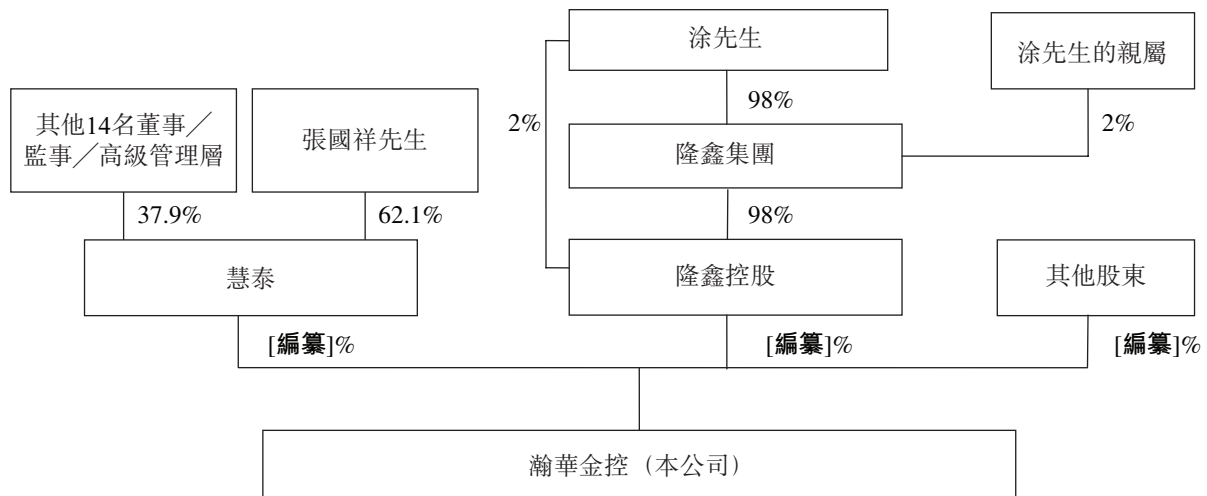 涂先生
涂先生的親屬
98%
2%
2%
其他14名董事╱
監事╱高級管理層
張國祥先生
隆鑫集團
37.9%
62.1%
98%
慧泰
隆鑫控股
其他股東
[編纂]%
[編纂]%
[編纂]%
瀚華金控（本公司）